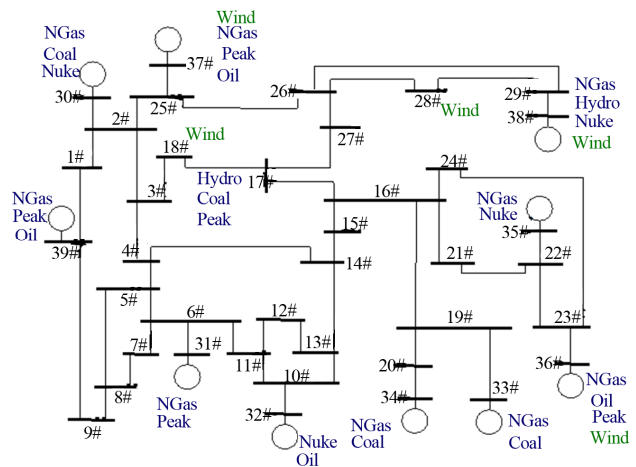 Wind
NGas
Coal
Nuke
37#
NGas
Peak
Oil
30#
25#
26#
28#
Wind
29#
38#
NGas
Hydro
Nuke
Wind
2#
Wind
18#
27#
1#
17#
Hydro
Coal
Peak
3#
24#
16#
NGas
Nuke
35#
NGas
Peak
Oil
39#
15#
4#
14#
21#
22#
5#
6#
12#
19#
23#
7#
31#
11#
13#
20#
36#
NGas
Oil
Peak
Wind
8#
NGas
Peak
10#
34#
33#
9#
32#
Nuke
Oil
NGas
Coal
NGas
Coal